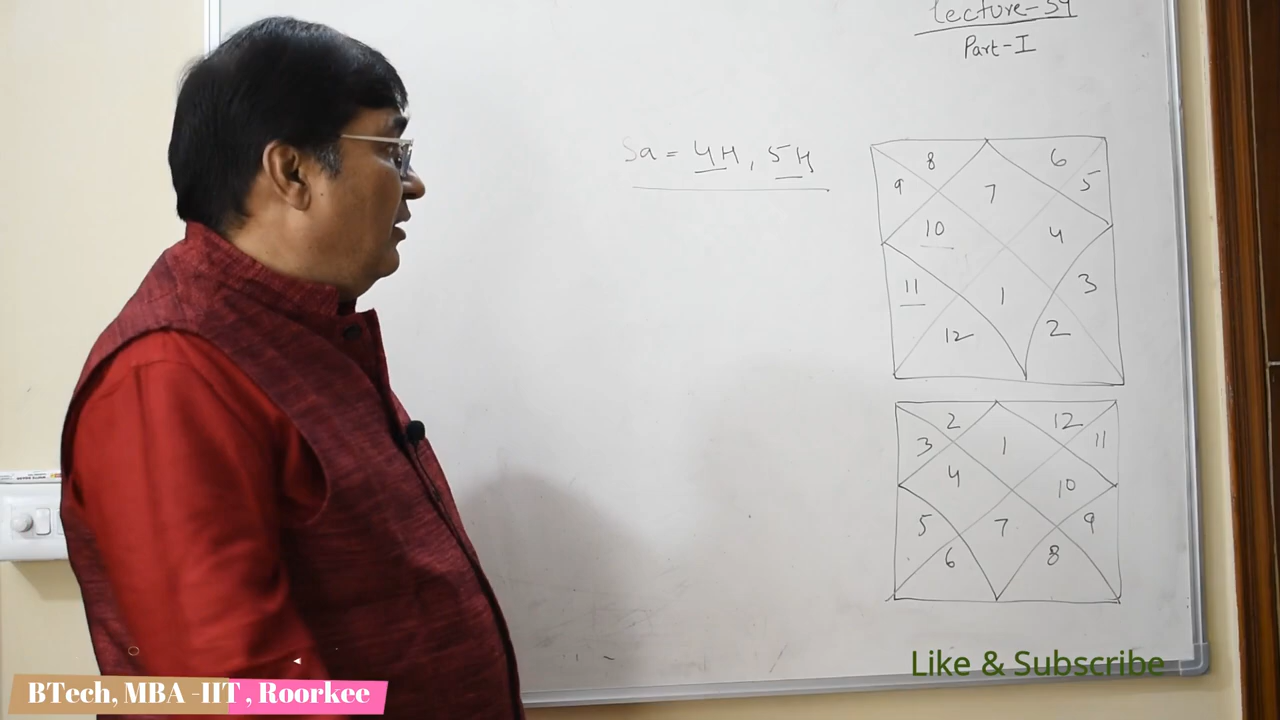 Lecture-34
Part-I
Sa = 4H, 5H
8 6
9 7 5
10 4
11 1 3
12 2
2 12
3 1 11
4 10
5 7 9
6 8
Like & Subscribe
BTech, MBA -IIT , Roorkee